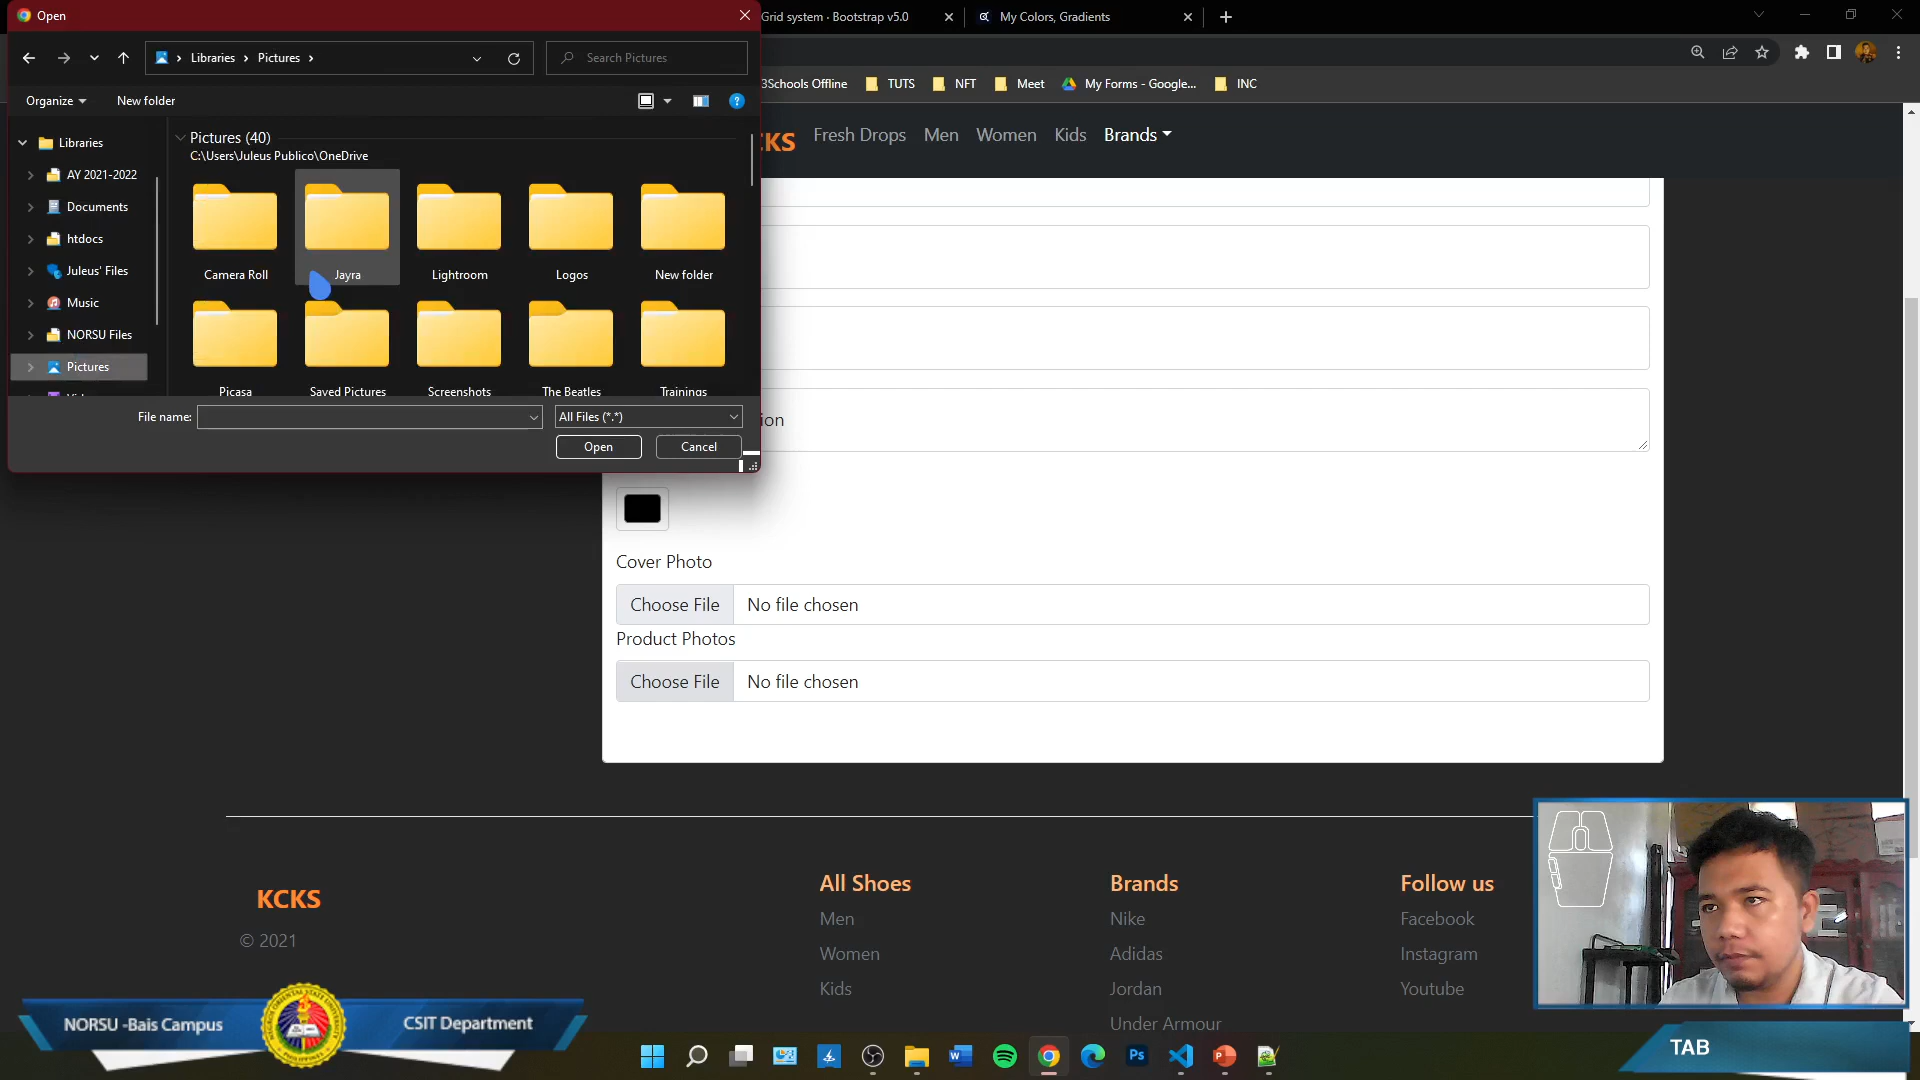 Open
Grid system · Bootstrap v5.0
My Colors, Gradients
Libraries
Pictures
Search Pictures
3Schools Offline
TUTS
NFT
Meet
My Forms - Google...
INC
Organize
New folder
KS
Fresh Drops
Men
Women
Kids
Brands
Libraries
AY 2021-2022
Documents
htdocs
Juleus' Files
Music
NORSU Files
Pictures
Pictures (40)
C:\Users\Juleus Publico\OneDrive
Camera Roll
Jayra
Lightroom
Logos
New folder
Picasa
Saved Pictures
Screenshots
The Beatles
Trainings
File name:
All Files (*.*)
Open
Cancel
ion
Cover Photo
Choose File
No file chosen
Product Photos
Choose File
No file chosen
KCKS
© 2021
All Shoes
Men
Women
Kids
Brands
Nike
Adidas
Jordan
Under Armour
Follow us
Facebook
Instagram
Youtube
NORSU -Bais Campus
CSIT Department
TAB